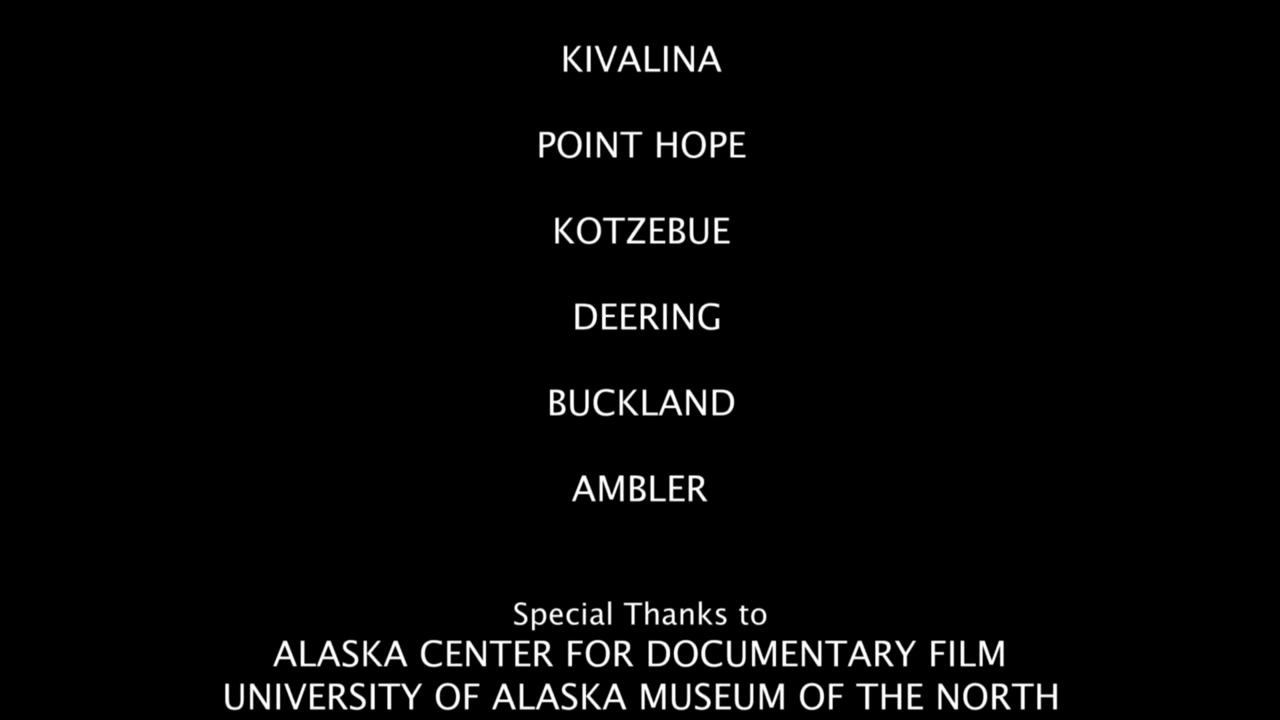 KIVALINA
POINT HOPE
KOTZEBUE
DEERING
BUCKLAND
AMBLER
Special Thanks to
ALASKA CENTER FOR DOCUMENTARY FILM
UNIVERSITY OF ALASKA MUSEUM OF THE NORTH